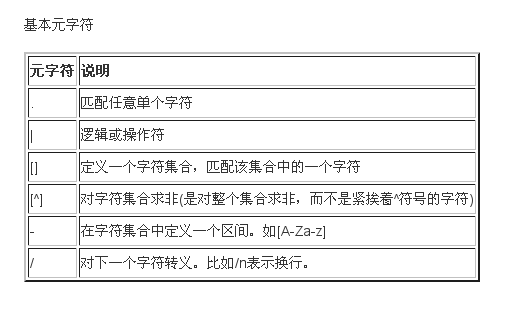 基本元字符
元字符 说明
. 匹配任意单个字符
| 逻辑或操作符
[] 定义一个字符集合，匹配该集合中的一个字符
[^] 对字符集合求非(是对整个集合求非，而不是紧挨着^符号的字符)
- 在字符集合中定义一个区间。如[A-Za-z]
/ 对下一个字符转义。比如/n表示换行。